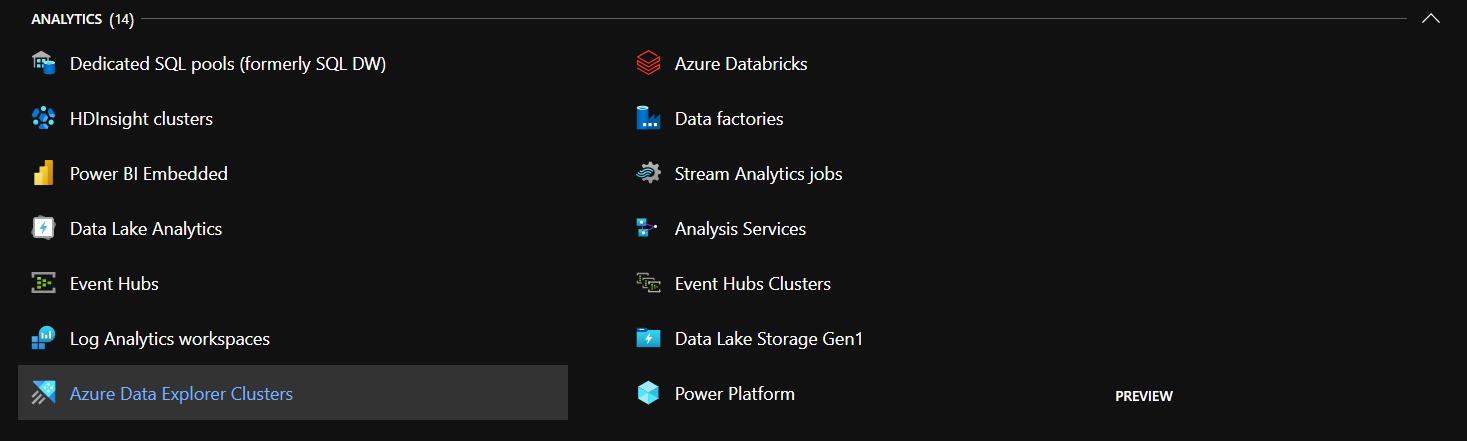 ANALYTICS (14)
Dedicated SQL pools (formerly SQL DW)
Azure Databricks
HDInsight clusters
Data factories
Power BI Embedded
Stream Analytics jobs
Data Lake Analytics
Analysis Services
Event Hubs
Event Hubs Clusters
Log Analytics workspaces
Data Lake Storage Gen1
Azure Data Explorer Clusters
Power Platform
PREVIEW